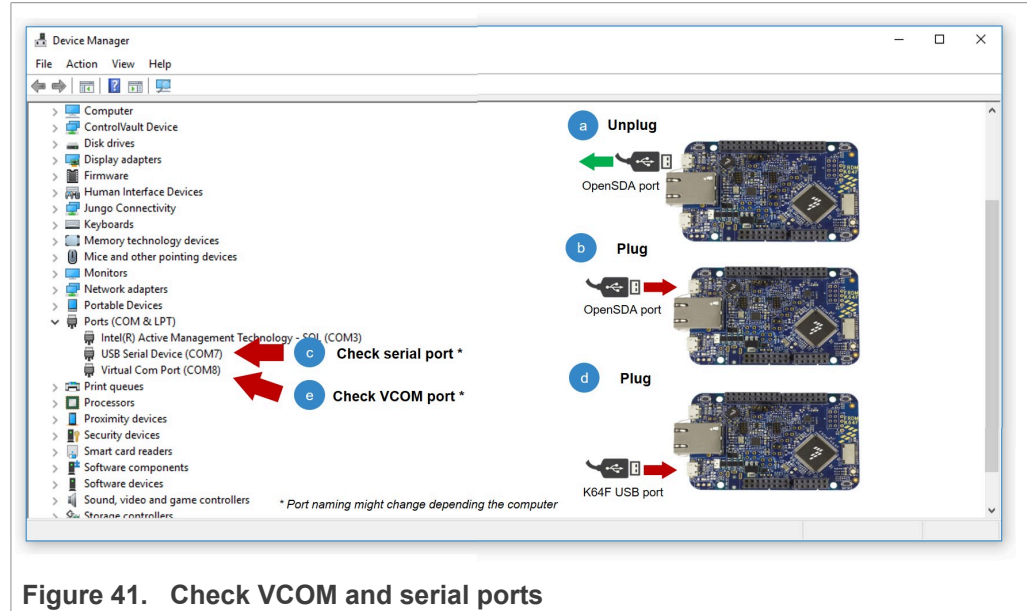 Device Manager
File Action View Help
Computer
ControlVault Device
Disk drives
Display adapters
Firmware
Human Interface Devices
Jungo Connectivity
Keyboards
Memory technology devices
Mice and other pointing devices
Monitors
Network adapters
Portable Devices
Ports (COM & LPT)
Intel(R) Active Management Technology - SOL (COM3)
USB Serial Device (COM7)
Virtual Com Port (COM8)
Print queues
Processors
Proximity devices
Security devices
Smart card readers
Software components
Software devices
Sound, video and game controllers
Storage controllers
c Check serial port *
e Check VCOM port *
* Port naming might change depending the computer
a Unplug
OpenSDA port
b Plug
OpenSDA port
d Plug
K64F USB port
Figure 41. Check VCOM and serial ports